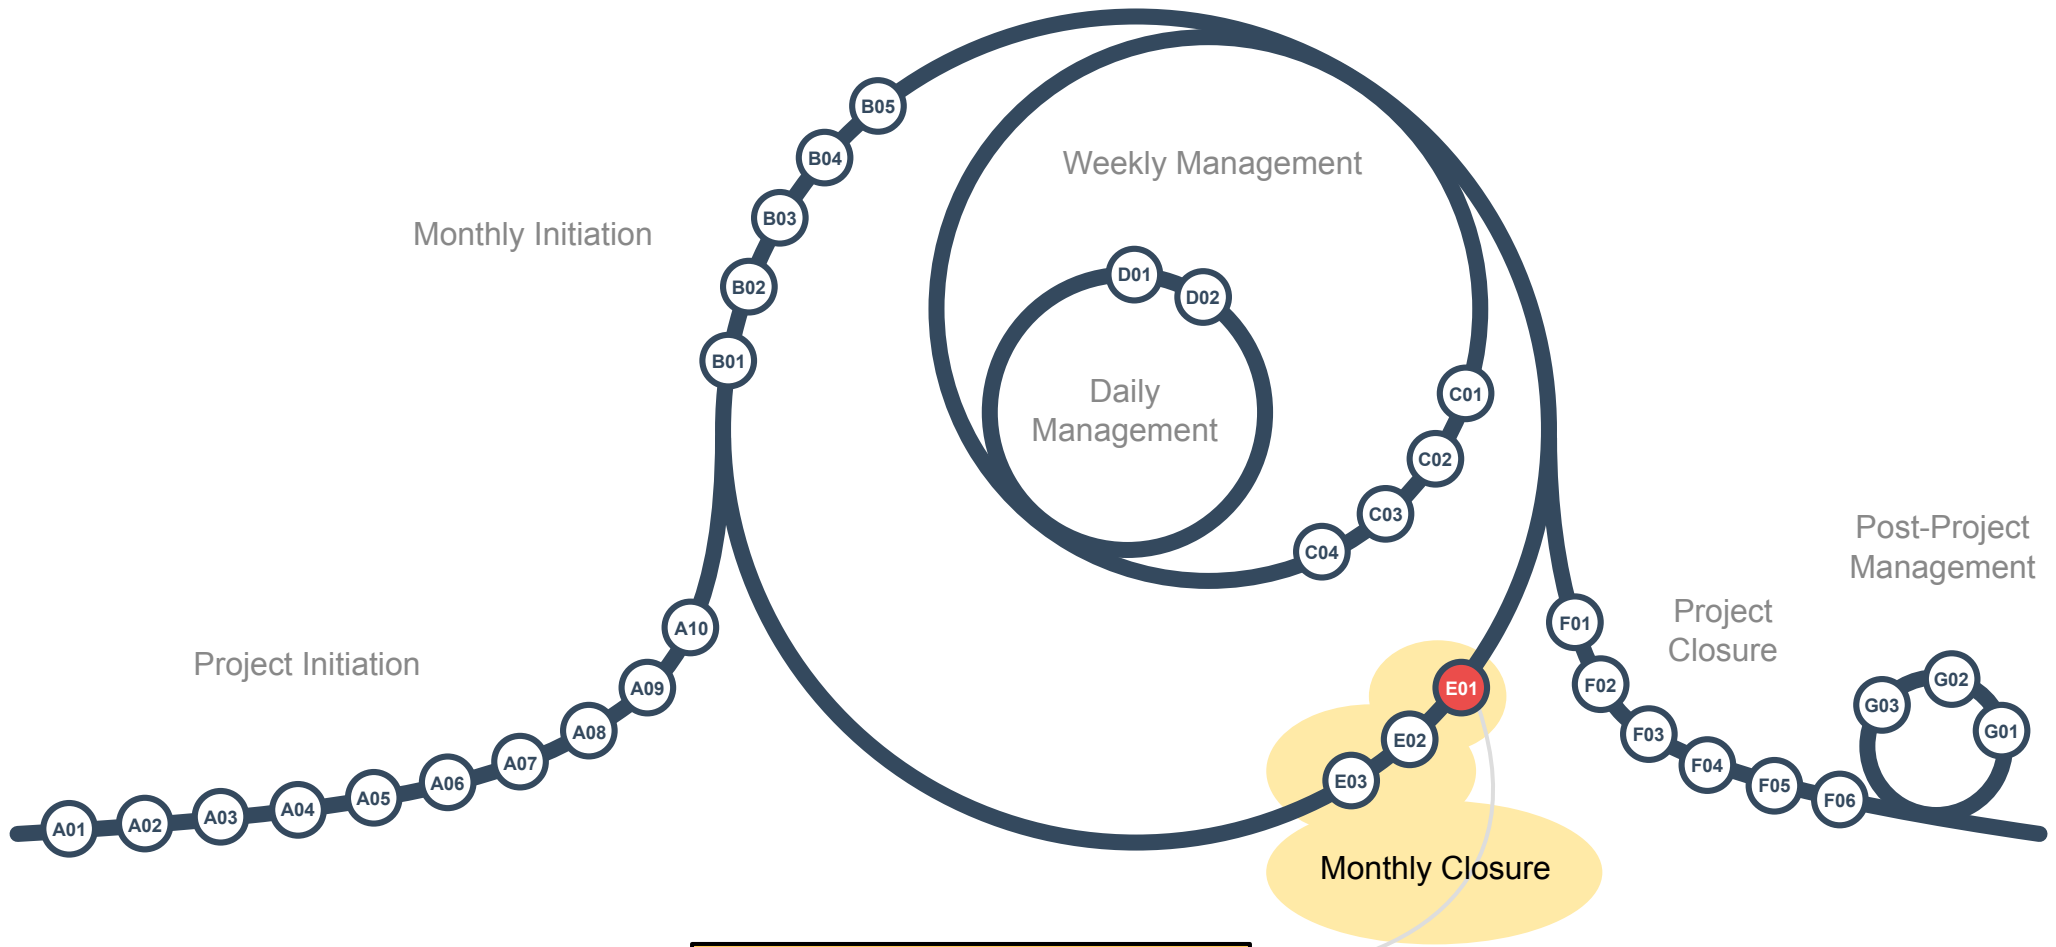 B05
B04
Weekly Management
B03
Monthly Initiation
D01
B02
D02
B01
Daily
Management
C01
C02
C03
Post-Project
Management
C04
Project
Closure
F01
A10
Project Initiation
F02
G02
A09
E01
G03
A08
E02
F03
G01
A07
F04
A06
E03
F05
A05
F06
A04
A03
A02
A01
Monthly Closure